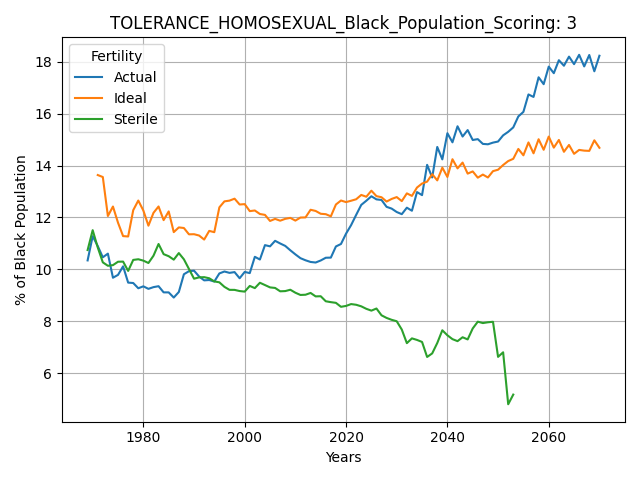 TOLERANCE_HOMOSEXUAL_Black_Population_Scoring: 3
Fertility
Actual
Ideal
Sterile
% of Black Population
18
16
14
12
10
8
6
1980
2000
2020
2040
2060
Years